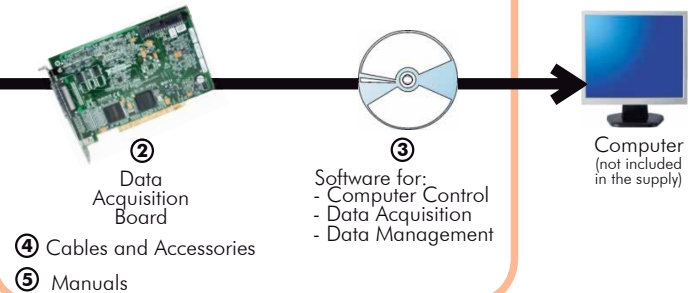 ②
Data
Acquisition
Board
③
Software for:
- Computer Control
- Data Acquisition
- Data Management
Computer
(not included
in the supply)
④ Cables and Accessories
⑤ Manuals